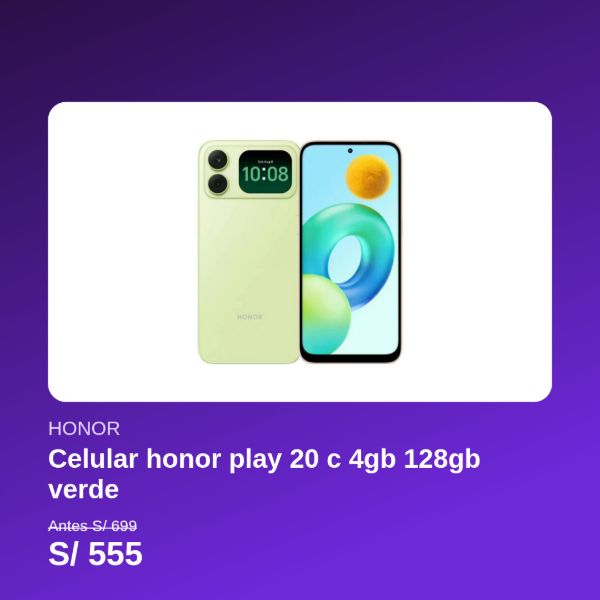 10:08
HONOR
HONOR
Celular honor play 20 c 4gb 128gb
verde
Antes S/ 699
S/ 555